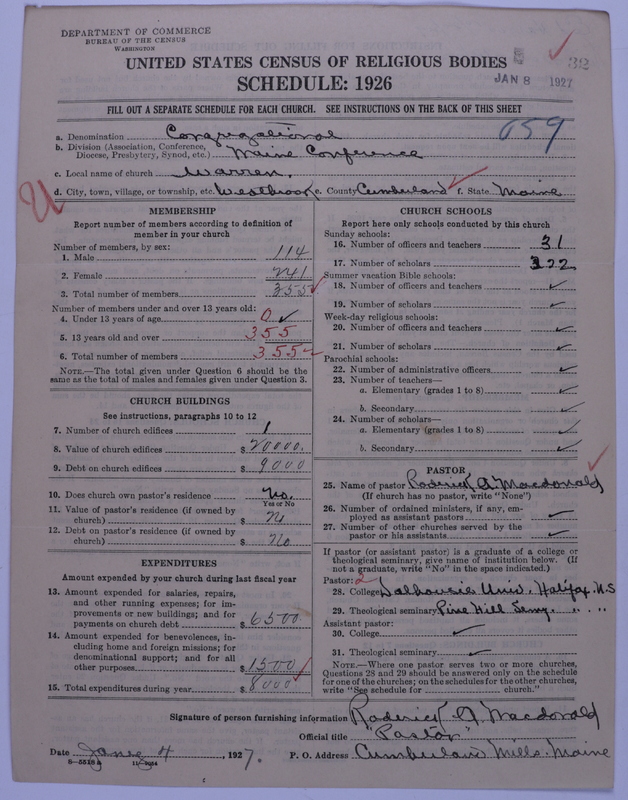 DEPARTMENT OF COMMERCE
BUREAU OF THE CENSUS
WASHINGTON
UNITED STATES CENSUS OF RELIGIOUS BODIES
SCHEDULE: 1926
JAN 8 1927
FILL OUT A SEPARATE SCHEDULE FOR EACH CHURCH. SEE INSTRUCTIONS ON THE BACK OF THIS SHEET
659
a. Denomination Congregational
b. Division (Association, Conference, Diocese, Presbytery, Synod, etc.) Maine Conference
c. Local name of church Warren.
d. City, town, village, or township, etc. Westbrook e. County Cumberland f. State Maine
MEMBERSHIP
Report number of members according to definition of
member in your church
Number of members, by sex:
1. Male 114
2. Female 241
3. Total number of members 355
Number of members under and over 13 years old:
4. Under 13 years of age 0
5. 13 years old and over 355
6. Total number of members 355
NOTE.—The total given under Question 6 should be the
same as the total of males and females given under Question 3.
CHURCH BUILDINGS
See instructions, paragraphs 10 to 12
7. Number of church edifices 1
8. Value of church edifices $ 20000.
9. Debt on church edifices $ 9000
10. Does church own pastor's residence No.
Yes or No
11. Value of pastor's residence (if owned by
church) $ N
12. Debt on pastor's residence (if owned by
church) $ No
EXPENDITURES
Amount expended by your church during last fiscal year
13. Amount expended for salaries, repairs,
and other running expenses; for im-
provements or new buildings; and for
payments on church debt $ 6500
14. Amount expended for benevolences, in-
cluding home and foreign missions; for
denominational support; and for all
other purposes $ 1500
15. Total expenditures during year $ 8000
CHURCH SCHOOLS
Report here only schools conducted by this church
Sunday schools:
16. Number of officers and teachers 31
17. Number of scholars 322
Summer vacation Bible schools:
18. Number of officers and teachers
19. Number of scholars
Week-day religious schools:
20. Number of officers and teachers
21. Number of scholars
Parochial schools:
22. Number of administrative officers
23. Number of teachers—
a. Elementary (grades 1 to 8)
b. Secondary
24. Number of scholars—
a. Elementary (grades 1 to 8)
b. Secondary
PASTOR
25. Name of pastor Roderick A Macdonald
(If church has no pastor, write "None")
26. Number of ordained ministers, if any, em-
ployed as assistant pastors
27. Number of other churches served by the
pastor or his assistants
If pastor (or assistant pastor) is a graduate of a college or
theological seminary, give name of institution below. (If
not a graduate, write "No" in the space indicated.)
Pastor: 2
28. College Dalhousie Univ. Halifax N.S
29. Theological seminary Pine Hill Semy. " "
Assistant pastor:
30. College
31. Theological seminary
NOTE.—Where one pastor serves two or more churches,
Questions 28 and 29 should be answered only on the schedule
for one of the churches; on the schedules for the other churches,
write "See schedule for church."
Signature of person furnishing information Roderick A. Macdonald
Official title "Pastor"
Date 4, 1927. P. O. Address Cumberland Mills. Maine